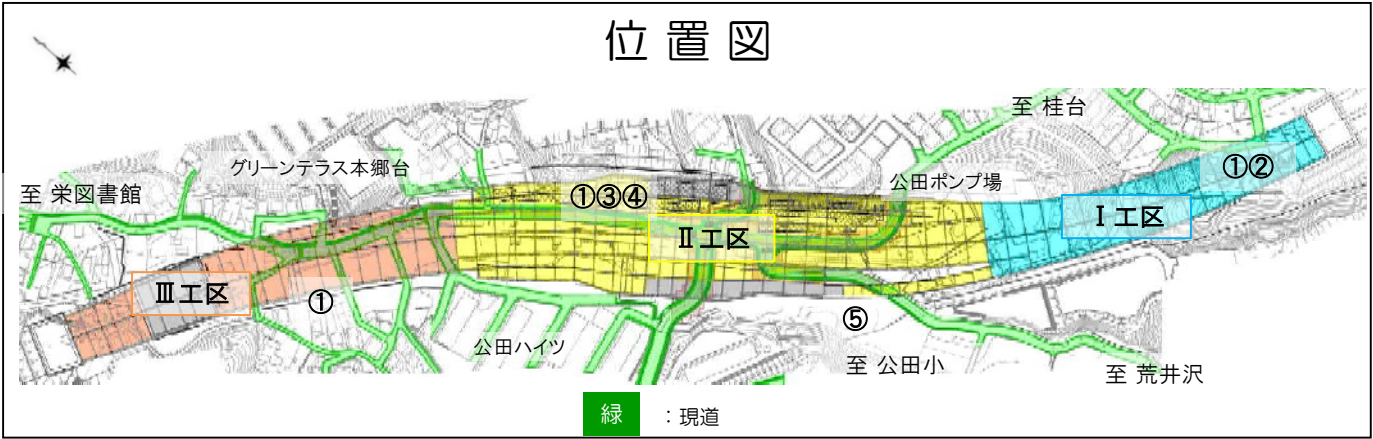 位置図
至 桂台
①②
グリーンテラス本郷台
公田ポンプ場
至 栄図書館
①③④
Ⅰ工区
Ⅱ工区
Ⅲ工区
①
⑤
公田ハイツ
至 公田小
至 荒井沢
緑 ：現道